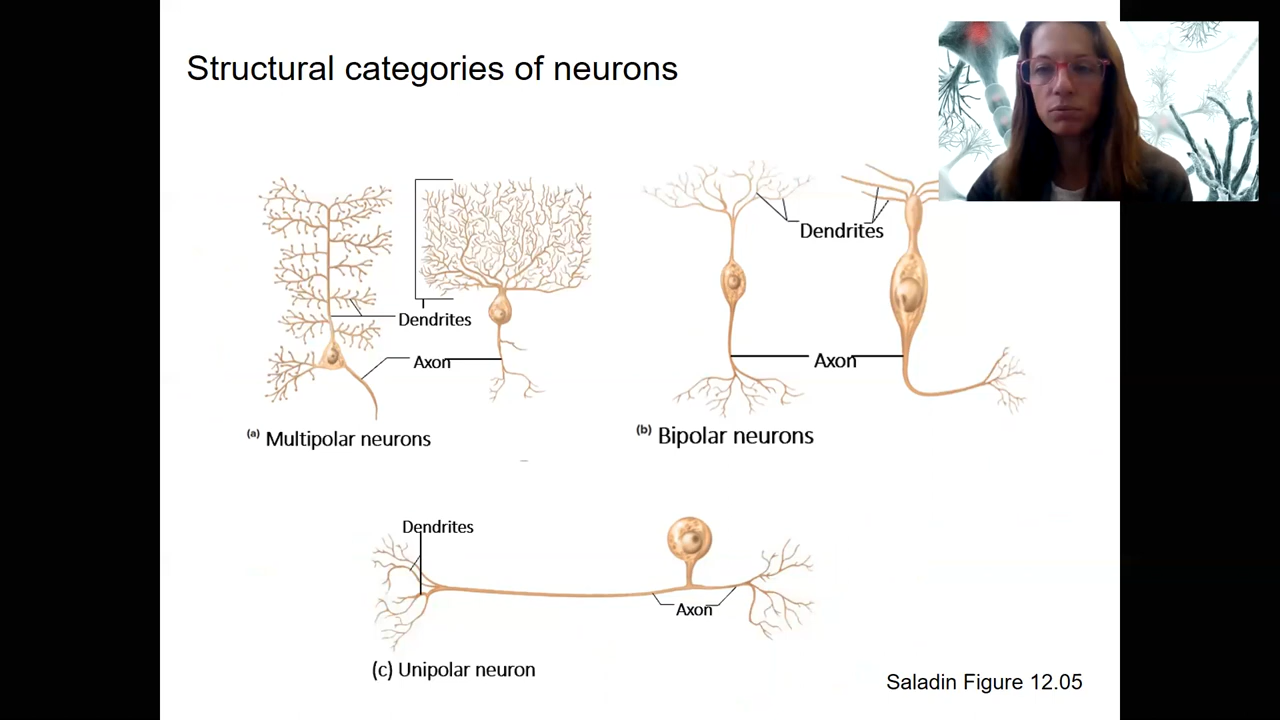 Structural categories of neurons
Dendrites
Axon
(a) Multipolar neurons
Dendrites
Axon
(b) Bipolar neurons
Dendrites
Axon
(c) Unipolar neuron
Saladin Figure 12.05